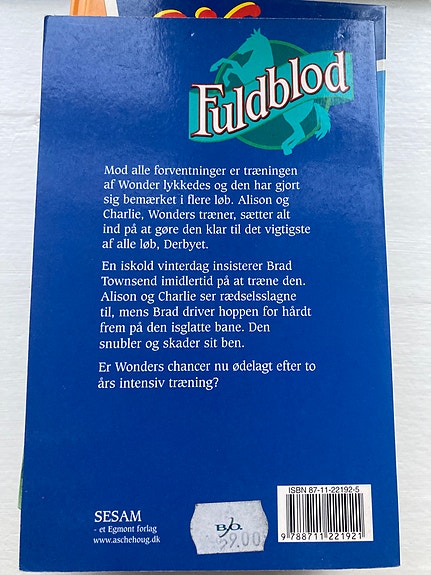 Fuldblod
Mod alle forventninger er træningen
af Wonder lykkedes og den har gjort
sig bemærket i flere løb. Alison og
Charlie, Wonders træner, sætter alt
ind på at gøre den klar til det vigtigste
af alle løb, Derbyet.
En iskold vinterdag insisterer Brad
Townsend imidlertid på at træne den.
Alison og Charlie ser rædselsslagne
til, mens Brad driver hoppen for hårdt
frem på den isglatte bane. Den
snubler og skader sit ben.
Er Wonders chancer nu ødelagt efter to
års intensiv træning?
ISBN 87-11-22192-5
9 788711 221921
SESAM
- et Egmont forlag
www.aschehoug.dk
59.00